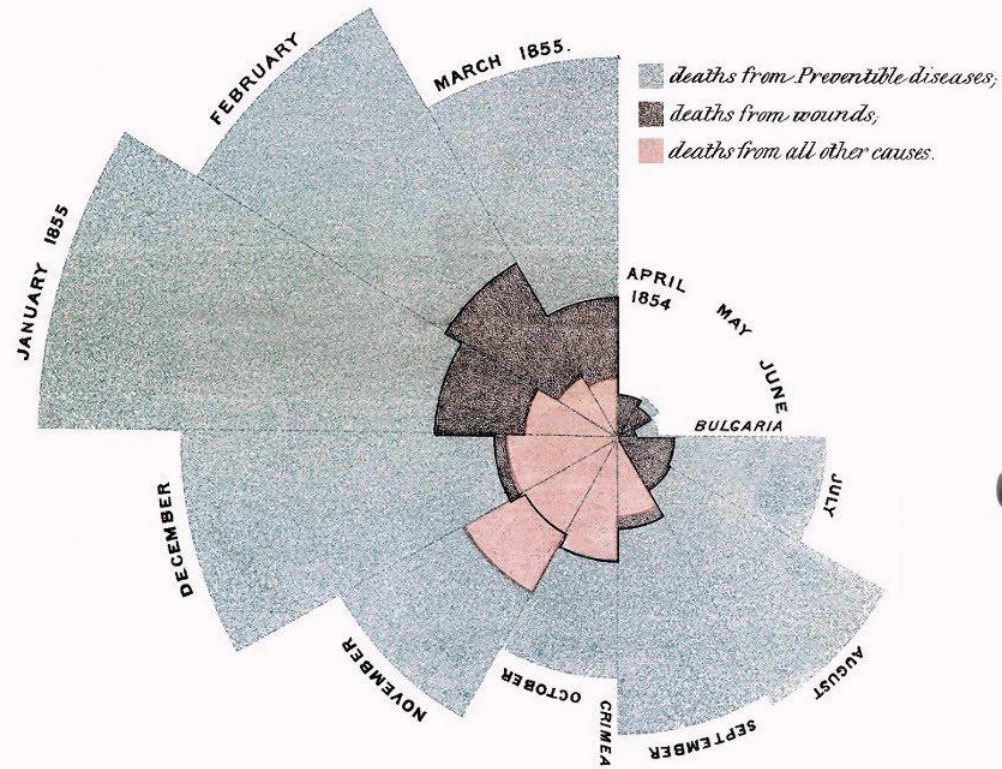 deaths from Preventible diseases;
deaths from wounds;
deaths from all other causes.
APRIL
1854
MAY
JUNE
BULGARIA
JULY
AUGUST
SEPTEMBER
CRIMEA
OCTOBER
NOVEMBER
DECEMBER
JANUARY 1855
FEBRUARY
MARCH 1855.